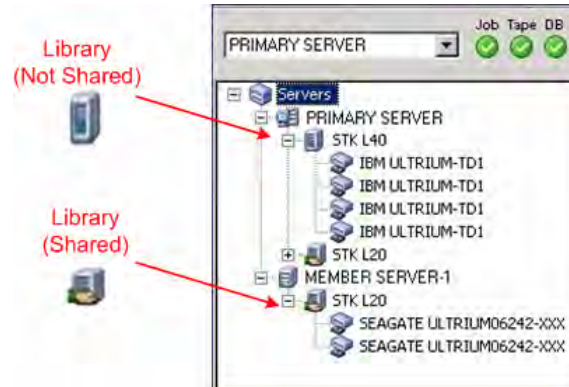 Library
(Not Shared)
Library
(Shared)
PRIMARY SERVER
Job Tape DB
Servers
PRIMARY SERVER
STK L40
IBM ULTRIUM-TD1
IBM ULTRIUM-TD1
IBM ULTRIUM-TD1
IBM ULTRIUM-TD1
STK L20
MEMBER SERVER-1
STK L20
SEAGATE ULTRIUM06242-XXX
SEAGATE ULTRIUM06242-XXX